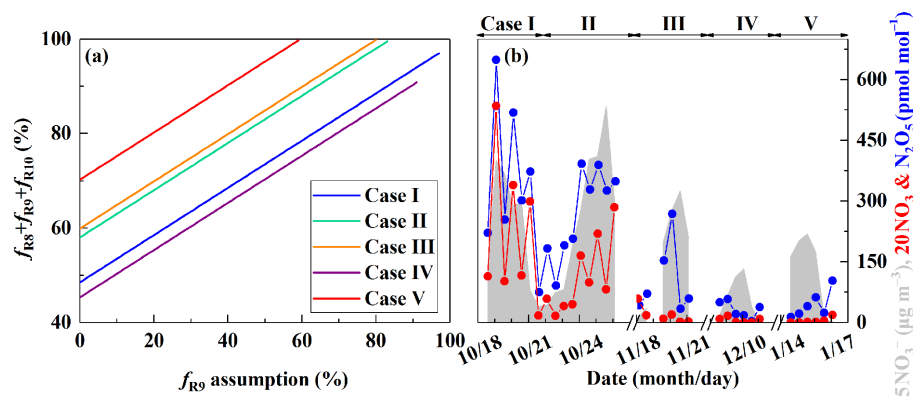 (a)
100
80
60
40
f_R8+f_R9+f_R10 (%)
Case I
Case II
Case III
Case IV
Case V
0 20 40 60 80 100
f_R9 assumption (%)
Case I II III IV V
(b)
600
450
300
150
0
5NO₃⁻ (µg m⁻³), 20NO₃ & N₂O₅ (pmol mol⁻¹)
10/18 10/21 10/24 11/18 11/21 12/10 1/14 1/17
Date (month/day)